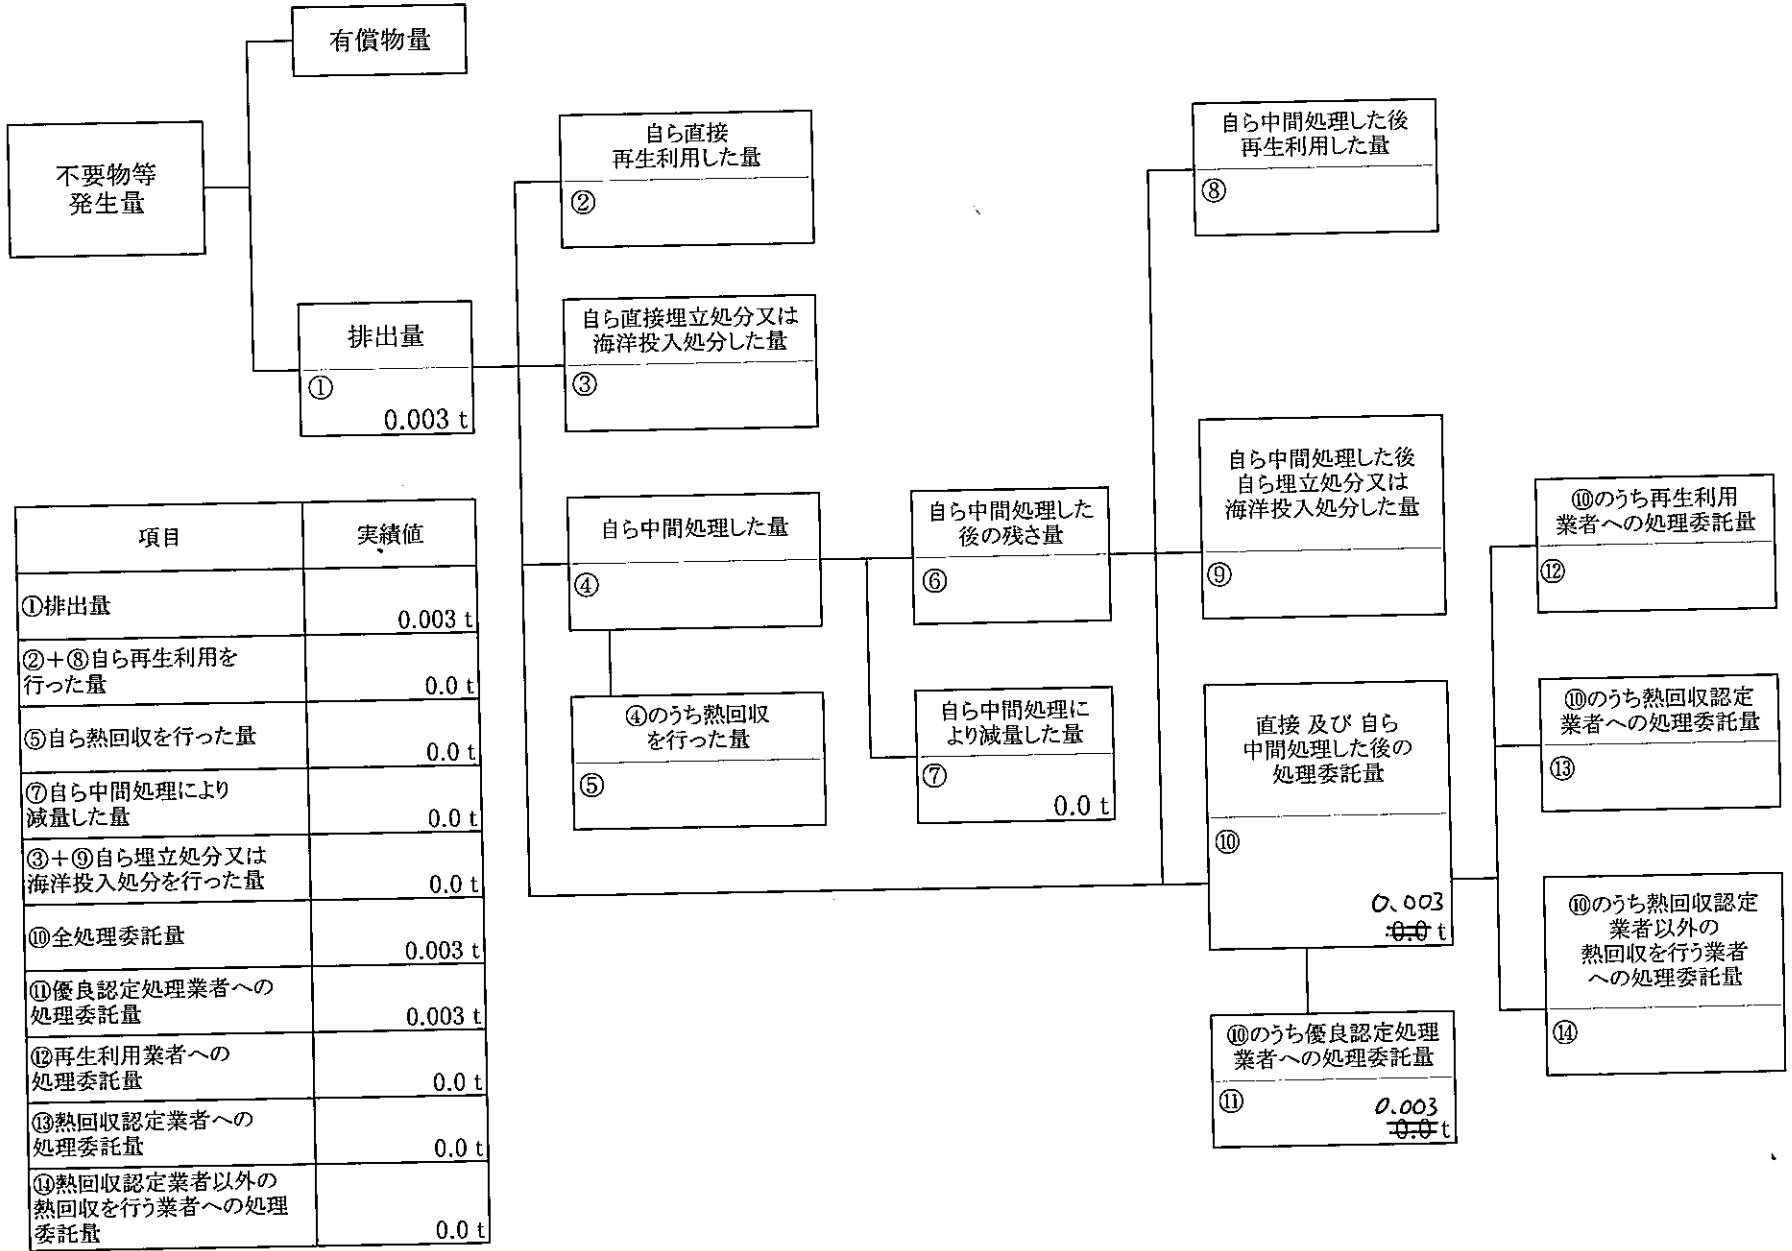 有償物量
不要物等
発生量
排出量
①
0.003 t
自ら直接
再生利用した量
②
自ら直接埋立処分又は
海洋投入処分した量
③
自ら中間処理した量
④
④のうち熱回収
を行った量
⑤
自ら中間処理した
後の残さ量
⑥
自ら中間処理に
より減量した量
⑦
0.0 t
自ら中間処理した後
再生利用した量
⑧
自ら中間処理した後
自ら埋立処分又は
海洋投入処分した量
⑨
直接 及び 自ら
中間処理した後の
処理委託量
⑩
0.003
0.0 t
⑩のうち優良認定処理
業者への処理委託量
⑪
0.003
0.0 t
⑩のうち再生利用
業者への処理委託量
⑫
⑩のうち熱回収認定
業者への処理委託量
⑬
⑩のうち熱回収認定
業者以外の
熱回収を行う業者
への処理委託量
⑭
項目 実績値
①排出量 0.003 t
②+⑧自ら再生利用を
行った量 0.0 t
⑤自ら熱回収を行った量 0.0 t
⑦自ら中間処理により
減量した量 0.0 t
③+⑨自ら埋立処分又は
海洋投入処分を行った量 0.0 t
⑩全処理委託量 0.003 t
⑪優良認定処理業者への
処理委託量 0.003 t
⑫再生利用業者への
処理委託量 0.0 t
⑬熱回収認定業者への
処理委託量 0.0 t
⑭熱回収認定業者以外の
熱回収を行う業者への処理
委託量 0.0 t